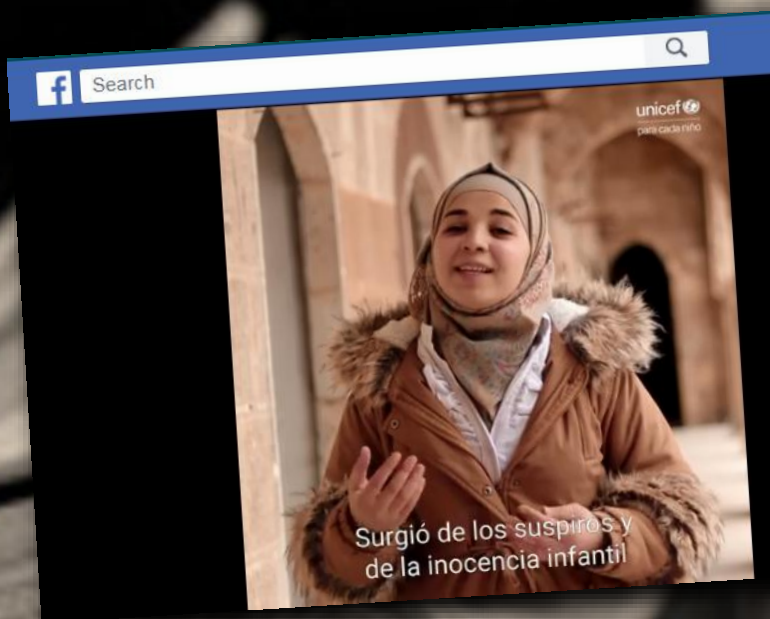 f
Search
unicef
para cada niño
Surgió de los suspiros y
de la inocencia infantil